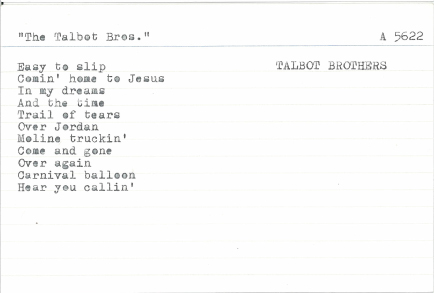 "The Talbot Bros." A 5622
Easy to slip TALBOT BROTHERS
Comin' home to Jesus
In my dreams
And the time
Trail of tears
Over Jordan
Moline truckin'
Come and gone
Over again
Carnival balloon
Hear you callin'